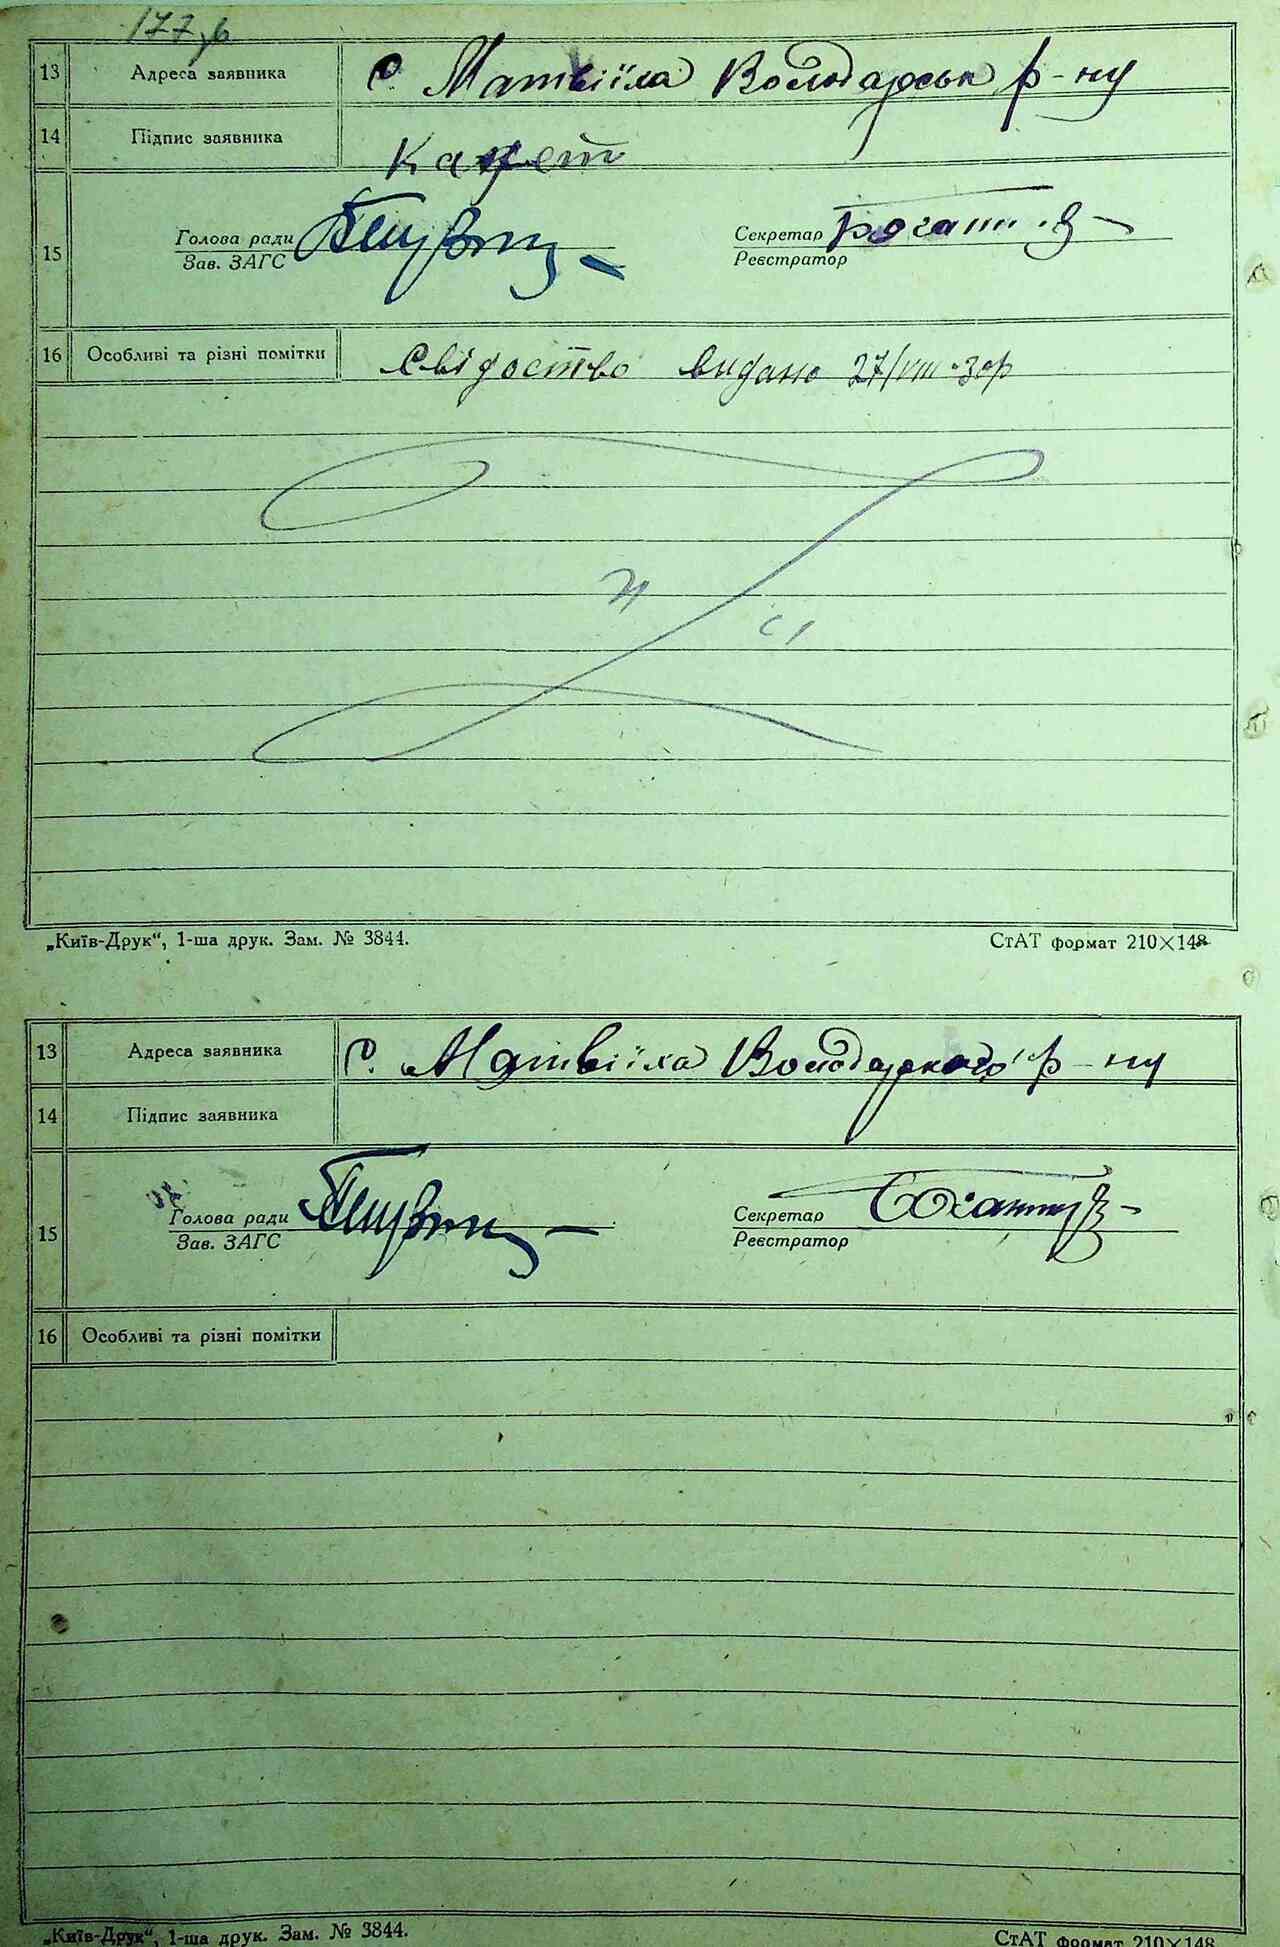 177 зв
13 Адреса заявника с. Матвіїха Володарськ р-ну
14 Підпис заявника
15 Голова ради Секретар
Зав. ЗАГС Реєстратор
16 Особливі та різні помітки Свідоство видано 27/VIII-30р
„Київ-Друк“, 1-ша друк. Зам. № 3844. СтАТ формат 210×148
13 Адреса заявника с. Матвіїха Володарського р-ну
14 Підпис заявника
15 Голова ради Секретар
Зав. ЗАГС Реєстратор
16 Особливі та різні помітки
„Київ-Друк“, 1-ша друк. Зам. № 3844. СтАТ формат 210×148